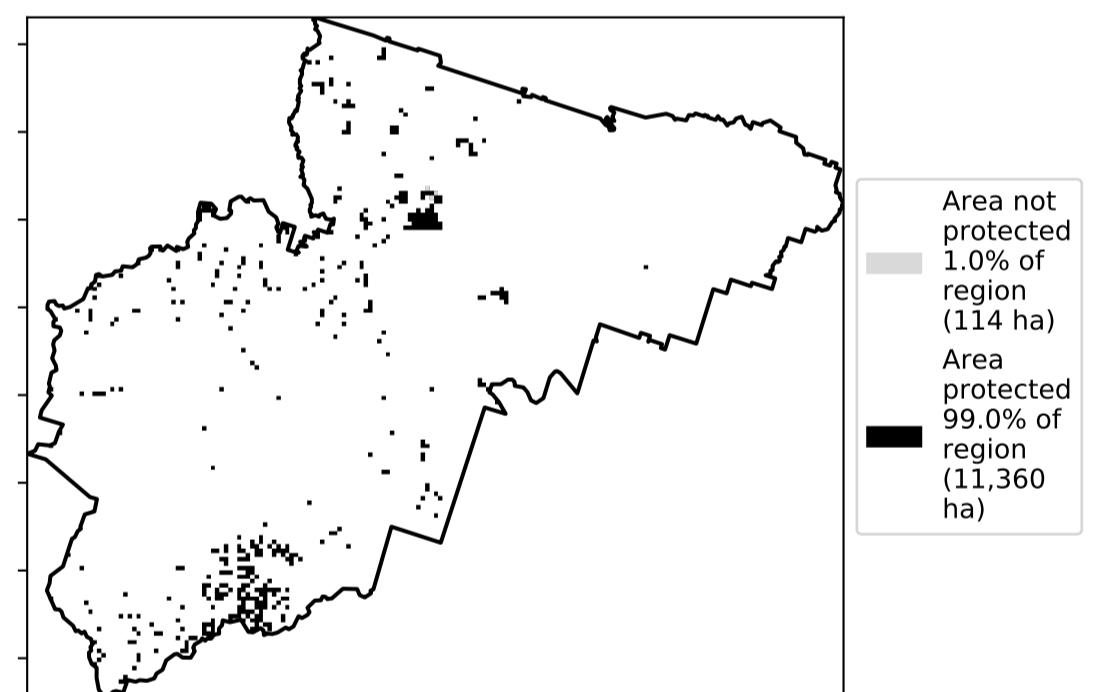 Area not
protected
1.0% of
region
(114 ha)
Area
protected
99.0% of
region
(11,360
ha)